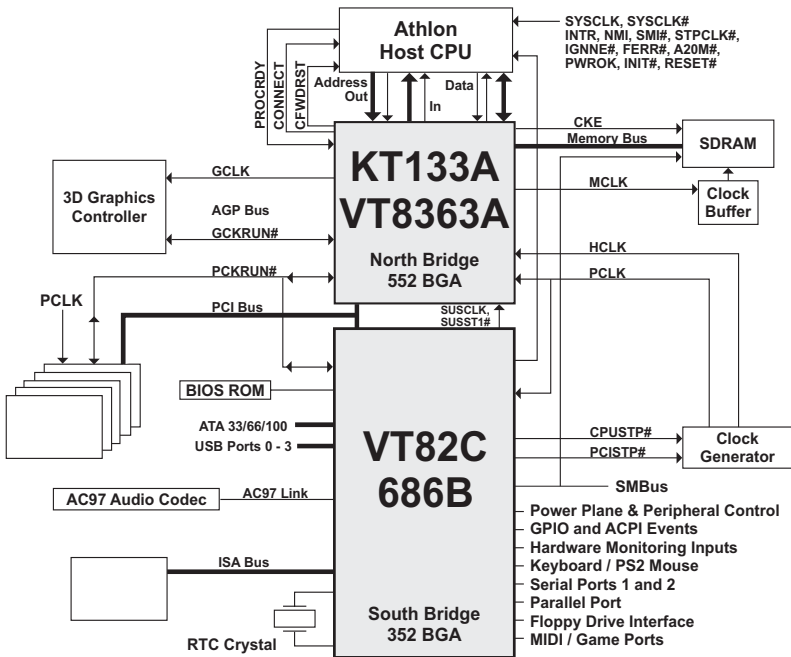 Athlon
Host CPU
SYSCLK, SYSCLK#
INTR, NMI, SMI#, STPCLK#,
IGNNE#, FERR#, A20M#,
PWROK, INIT#, RESET#
PROCRDY
CONNECT
CFWDRST
Address
Out
In
Data
CKE
Memory Bus
SDRAM
KT133A
VT8363A
North Bridge
552 BGA
3D Graphics
Controller
GCLK
AGP Bus
GCKRUN#
MCLK
Clock
Buffer
HCLK
PCLK
PCKRUN#
PCLK
PCI Bus
SUSCLK,
SUSST1#
BIOS ROM
ATA 33/66/100
USB Ports 0 - 3
VT82C
686B
South Bridge
352 BGA
CPUSTP#
PCISTP#
Clock
Generator
SMBus
AC97 Audio Codec
AC97 Link
Power Plane & Peripheral Control
GPIO and ACPI Events
Hardware Monitoring Inputs
Keyboard / PS2 Mouse
Serial Ports 1 and 2
Parallel Port
Floppy Drive Interface
MIDI / Game Ports
ISA Bus
RTC Crystal